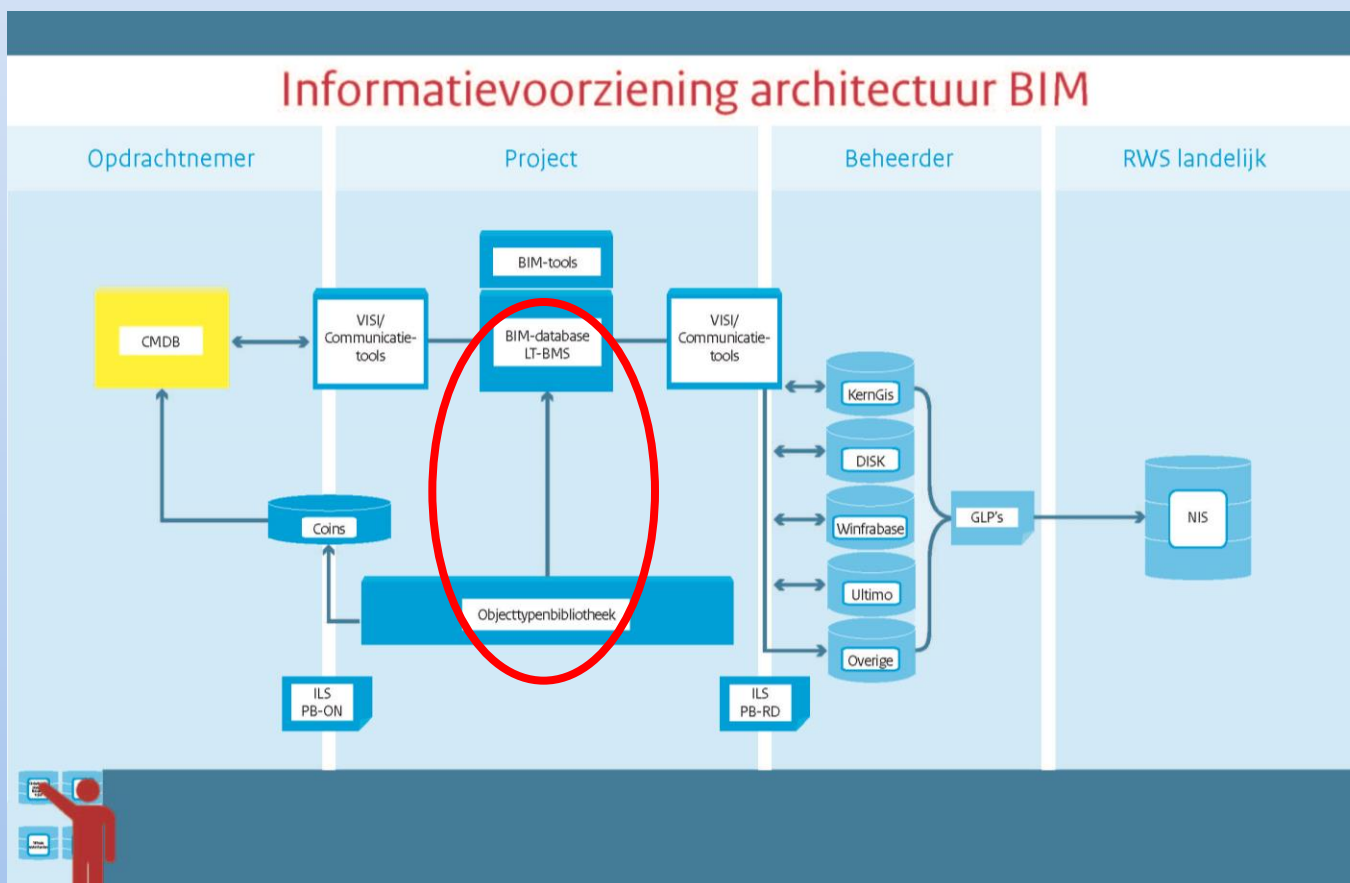 Informatievoorziening architectuur BIM
Opdrachtnemer
Project
Beheerder
RWS landelijk
BIM-tools
CMDB
VISI/
Communicatie-
tools
BIM-database
LT-BMS
VISI/
Communicatie-
tools
KernGis
DISK
Winfrabase
Ultimo
Overige
GLP's
NIS
Coins
Objecttypenbibliotheek
ILS
PB-ON
ILS
PB-RD